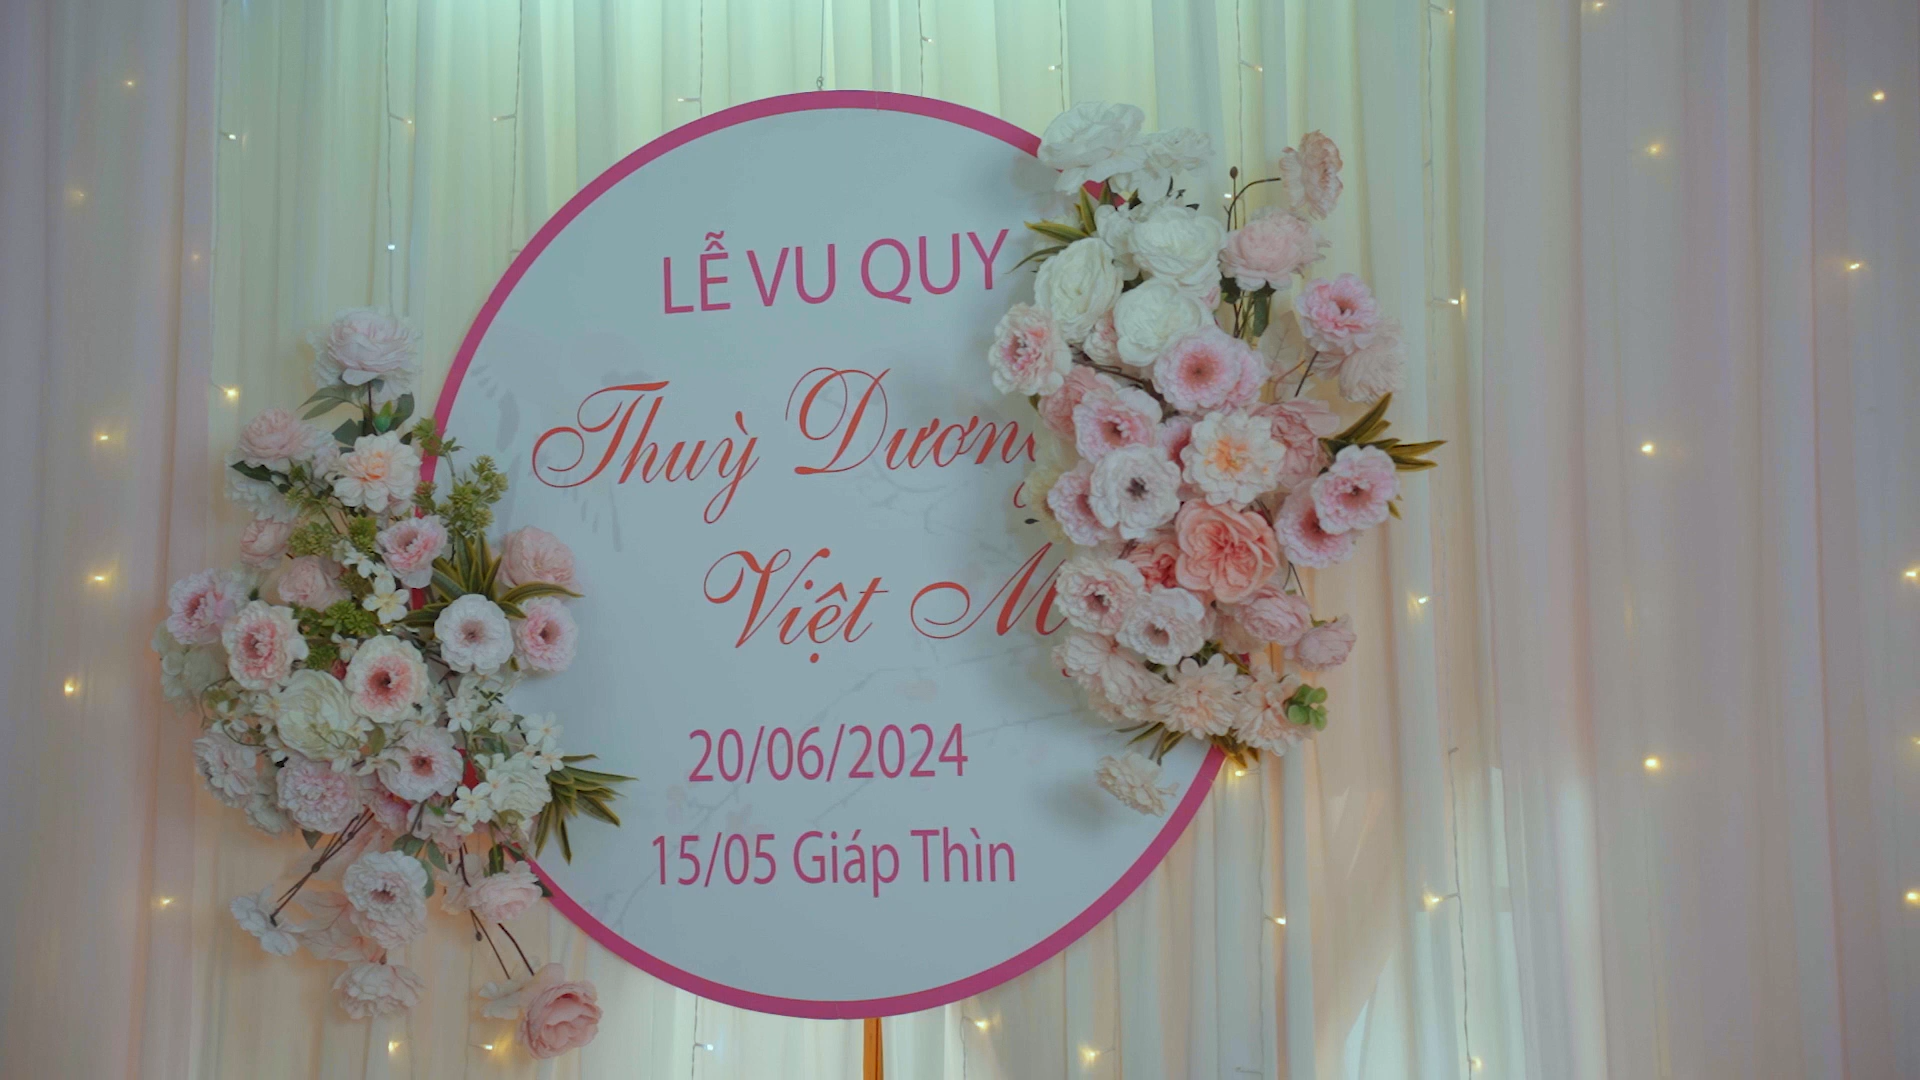 LỄ VU QUY
Thuỳ Dương
Việt
20/06/2024
15/05 Giáp Thìn